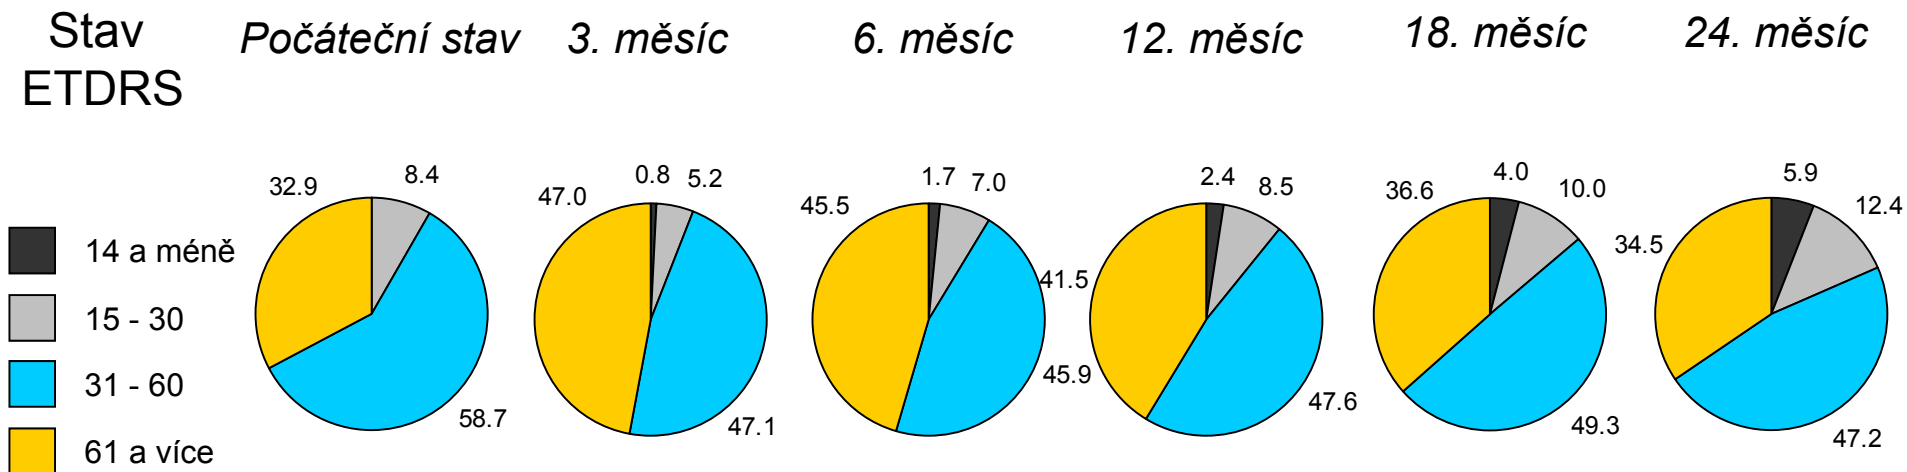 Stav
ETDRS
Počáteční stav
3. měsíc
6. měsíc
12. měsíc
18. měsíc
24. měsíc
14 a méně
15 - 30
31 - 60
61 a více
32.9
8.4
58.7
47.0
0.8
5.2
47.1
45.5
1.7
7.0
45.9
41.5
2.4
8.5
47.6
36.6
4.0
10.0
49.3
34.5
5.9
12.4
47.2